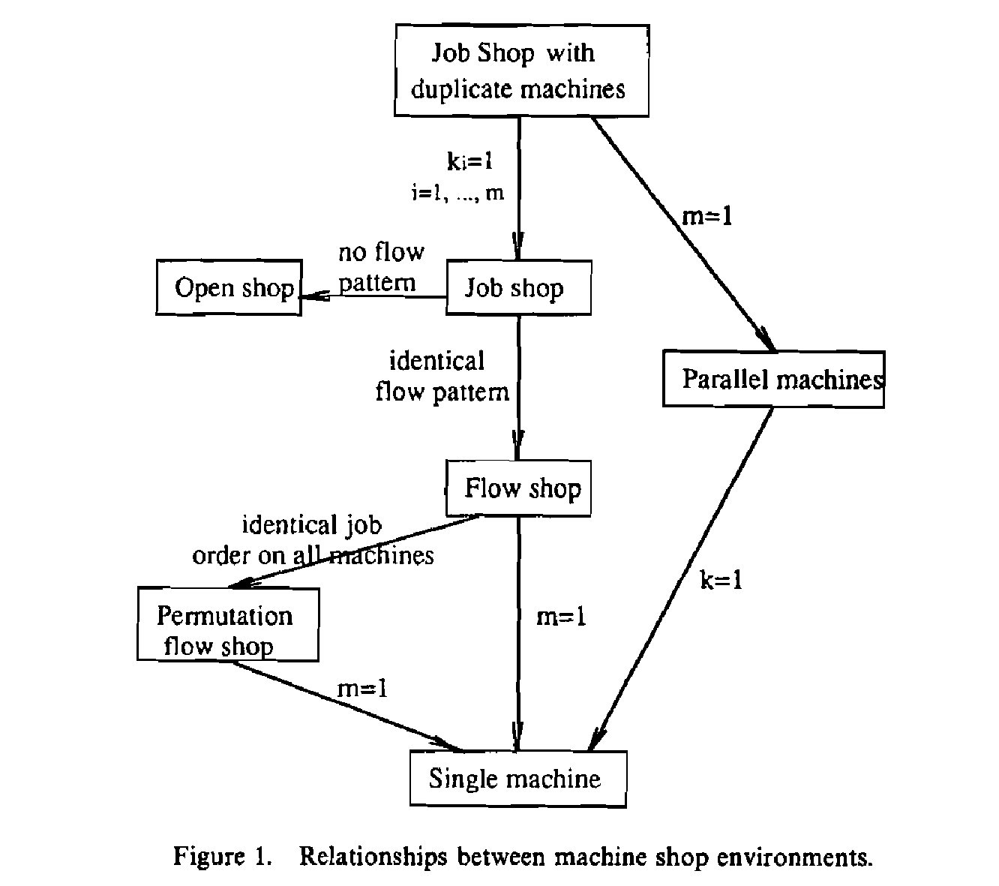 Job Shop with
duplicate machines
ki=1
i=1, ..., m
m=1
no flow
pattern
Open shop
Job shop
identical
flow pattern
Parallel machines
Flow shop
identical job
order on all machines
k=1
Permutation
flow shop
m=1
m=1
Single machine
Figure 1. Relationships between machine shop environments.